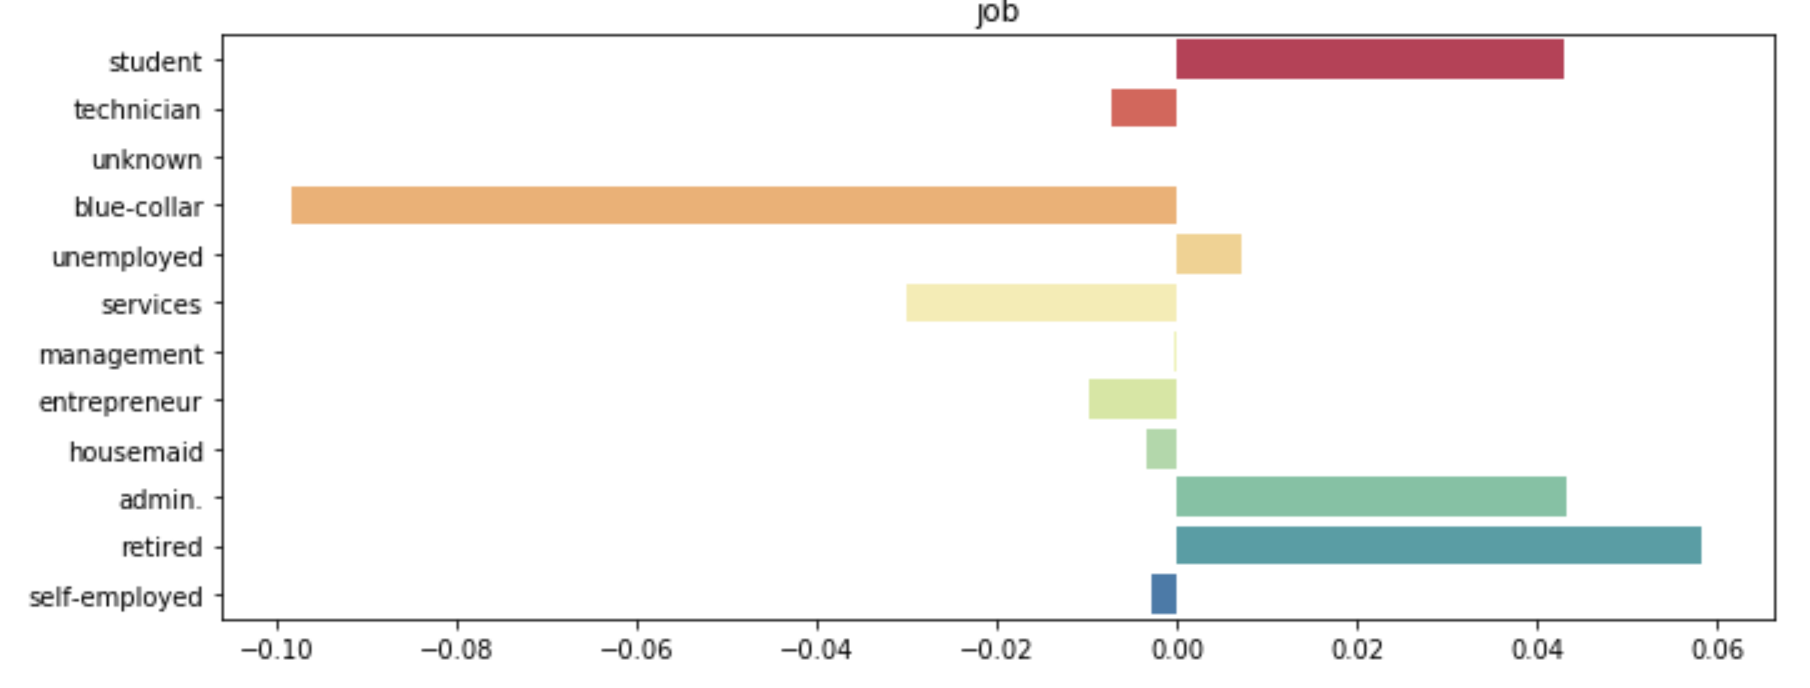 job
student
technician
unknown
blue-collar
unemployed
services
management
entrepreneur
housemaid
admin.
retired
self-employed
−0.10 −0.08 −0.06 −0.04 −0.02 0.00 0.02 0.04 0.06